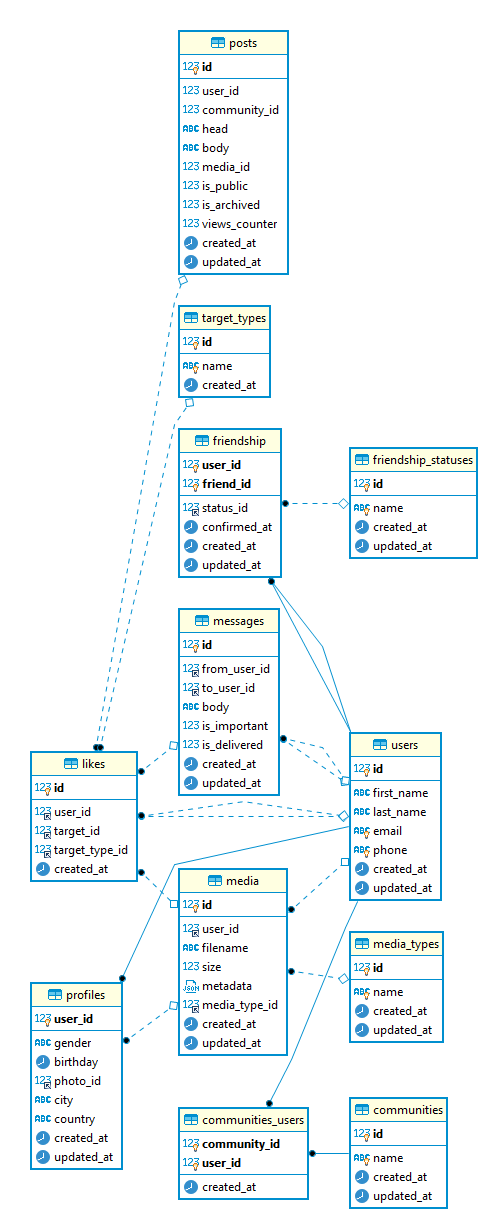 posts
123 id
123 user_id
123 community_id
ABC head
ABC body
123 media_id
123 is_public
123 is_archived
123 views_counter
created_at
updated_at
target_types
123 id
ABC name
created_at
friendship
123 user_id
123 friend_id
123 status_id
confirmed_at
created_at
updated_at
friendship_statuses
123 id
ABC name
created_at
updated_at
messages
123 id
123 from_user_id
123 to_user_id
ABC body
123 is_important
123 is_delivered
created_at
updated_at
users
123 id
ABC first_name
ABC last_name
ABC email
ABC phone
created_at
updated_at
likes
123 id
123 user_id
123 target_id
123 target_type_id
created_at
media
123 id
123 user_id
ABC filename
123 size
JSON metadata
123 media_type_id
created_at
updated_at
media_types
123 id
ABC name
created_at
updated_at
profiles
123 user_id
ABC gender
birthday
123 photo_id
ABC city
ABC country
created_at
updated_at
communities_users
123 community_id
123 user_id
created_at
communities
123 id
ABC name
created_at
updated_at